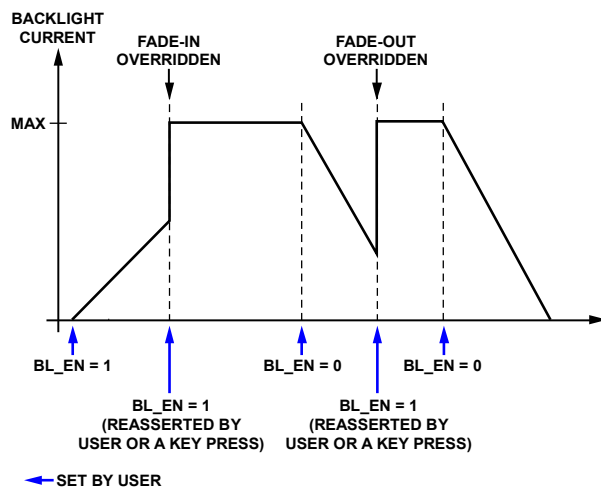 BACKLIGHT
CURRENT
FADE-IN
OVERRIDDEN
FADE-OUT
OVERRIDDEN
MAX
BL_EN = 1
BL_EN = 1
(REASSERTED BY
USER OR A KEY PRESS)
BL_EN = 0
BL_EN = 1
(REASSERTED BY
USER OR A KEY PRESS)
BL_EN = 0
SET BY USER